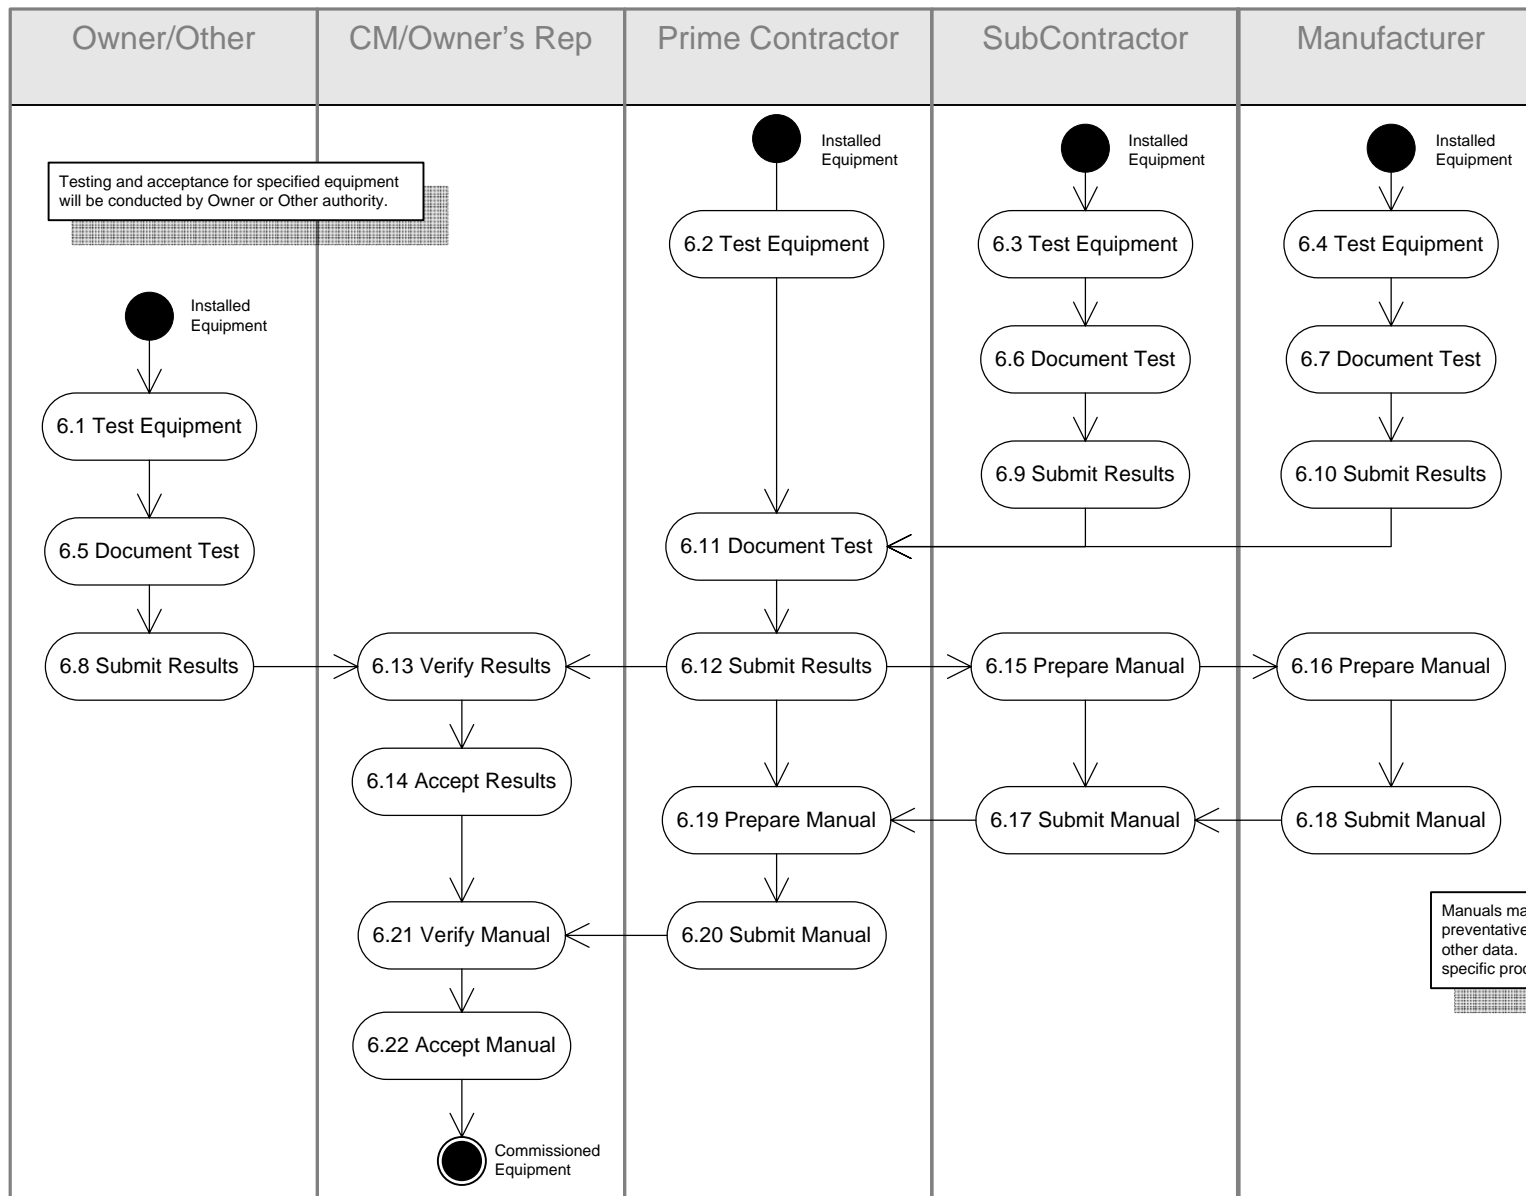 Owner/Other
CM/Owner's Rep
Prime Contractor
SubContractor
Manufacturer
Installed
Equipment
Installed
Equipment
Installed
Equipment
Testing and acceptance for specified equipment
will be conducted by Owner or Other authority.
6.2 Test Equipment
6.3 Test Equipment
6.4 Test Equipment
Installed
Equipment
6.6 Document Test
6.7 Document Test
6.1 Test Equipment
6.9 Submit Results
6.10 Submit Results
6.5 Document Test
6.11 Document Test
6.8 Submit Results
6.13 Verify Results
6.12 Submit Results
6.15 Prepare Manual
6.16 Prepare Manual
6.14 Accept Results
6.19 Prepare Manual
6.17 Submit Manual
6.18 Submit Manual
6.21 Verify Manual
6.20 Submit Manual
Manuals
preventative
other data.
specific
6.22 Accept Manual
Commissioned
Equipment